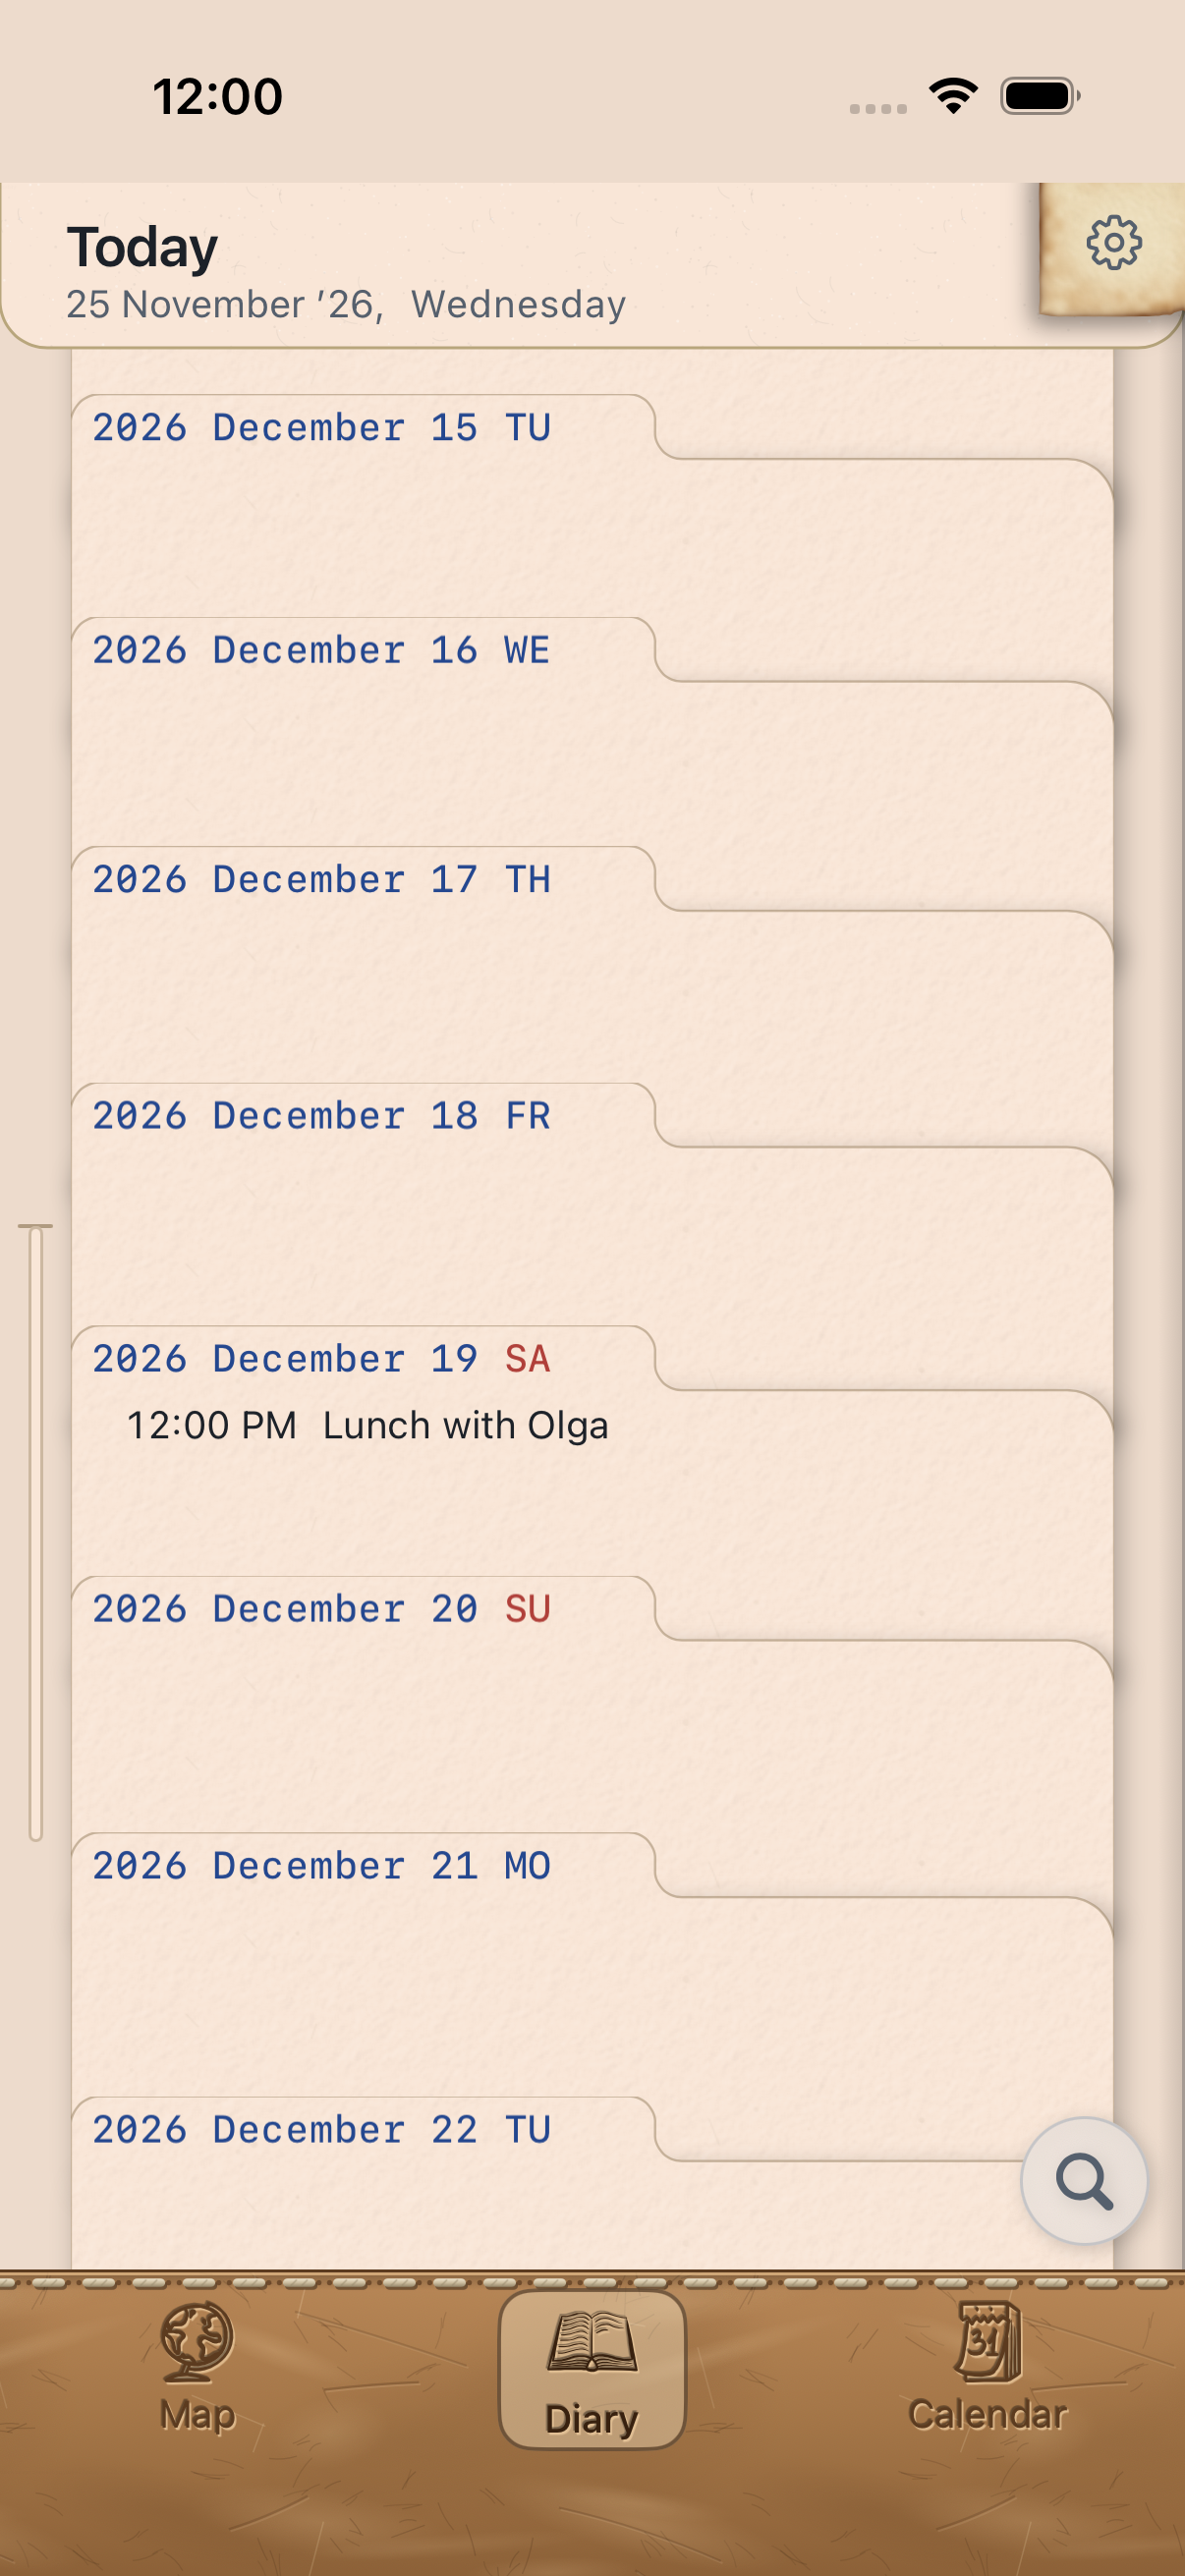 12:00
Today
25 November ’26, Wednesday
2026 December 15 TU
2026 December 16 WE
2026 December 17 TH
2026 December 18 FR
2026 December 19 SA
12:00 PM Lunch with Olga
2026 December 20 SU
2026 December 21 MO
2026 December 22 TU
31
Map Diary Calendar